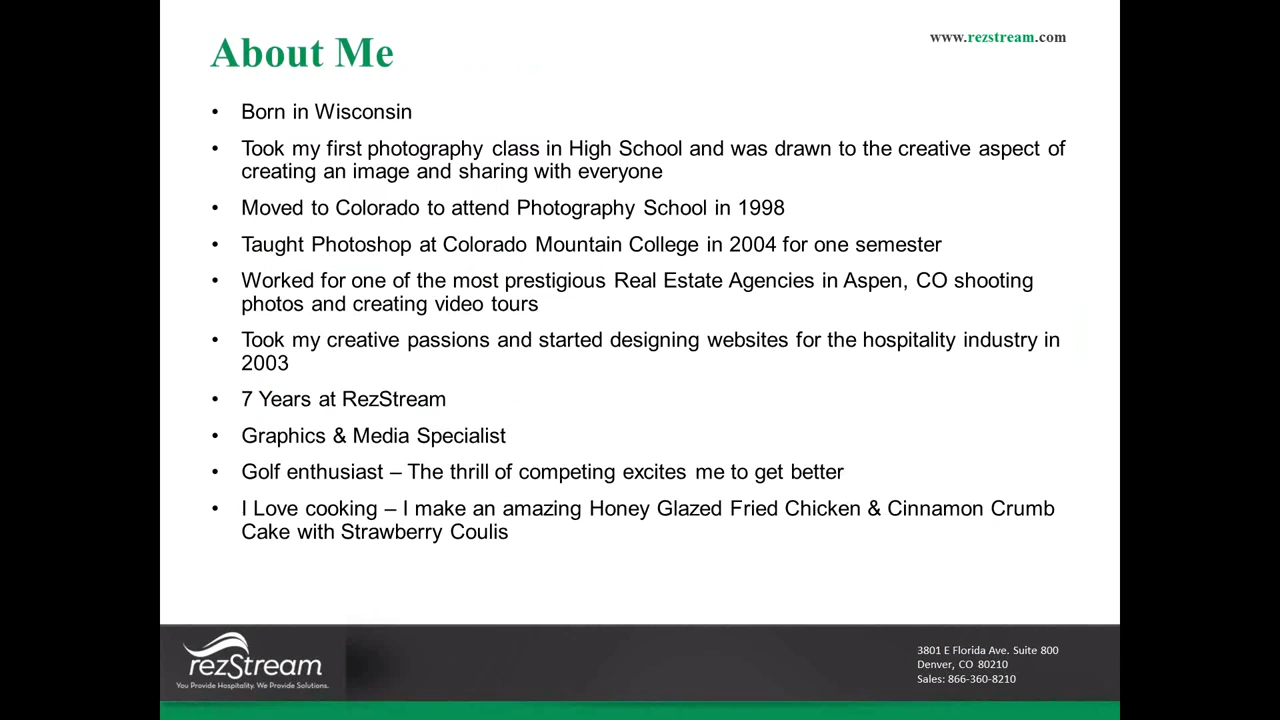 About Me
www.rezstream.com
• Born in Wisconsin
• Took my first photography class in High School and was drawn to the creative aspect of
creating an image and sharing with everyone
• Moved to Colorado to attend Photography School in 1998
• Taught Photoshop at Colorado Mountain College in 2004 for one semester
• Worked for one of the most prestigious Real Estate Agencies in Aspen, CO shooting
photos and creating video tours
• Took my creative passions and started designing websites for the hospitality industry in
2003
• 7 Years at RezStream
• Graphics & Media Specialist
• Golf enthusiast – The thrill of competing excites me to get better
• I Love cooking – I make an amazing Honey Glazed Fried Chicken & Cinnamon Crumb
Cake with Strawberry Coulis
rezStream
You Provide Hospitality. We Provide Solutions.
3801 E Florida Ave. Suite 800
Denver, CO 80210
Sales: 866-360-8210